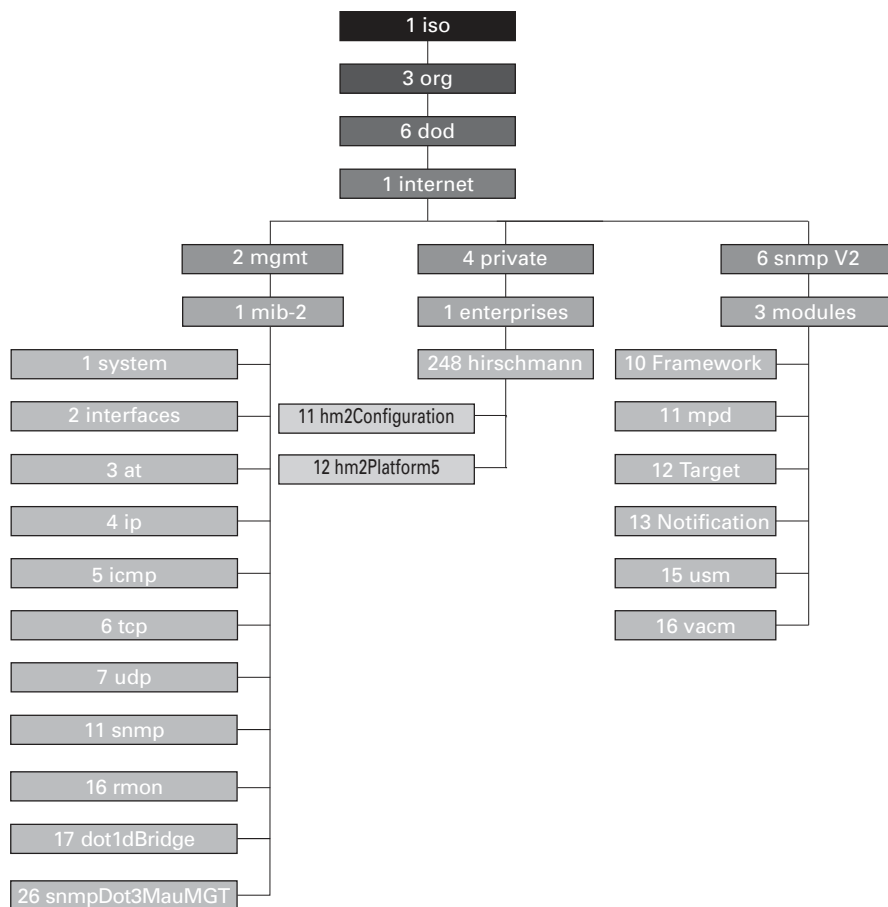 1 iso
3 org
6 dod
1 internet
2 mgmt
4 private
6 snmp V2
1 mib-2
1 enterprises
3 modules
1 system
248 hirschmann
10 Framework
2 interfaces
11 hm2Configuration
11 mpd
3 at
12 hm2Platform5
12 Target
4 ip
13 Notification
5 icmp
15 usm
6 tcp
16 vacm
7 udp
11 snmp
16 rmon
17 dot1dBridge
26 snmpDot3MauMGT